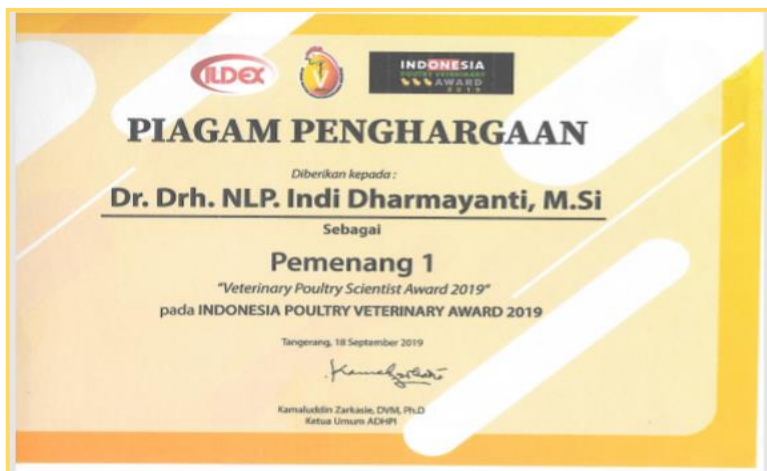 ILDEX
INDONESIA
POULTRY VETERINARY
AWARD
2019
PIAGAM PENGHARGAAN
Diberikan kepada :
Dr. Drh. NLP. Indi Dharmayanti, M.Si
Sebagai
Pemenang 1
"Veterinary Poultry Scientist Award 2019"
pada INDONESIA POULTRY VETERINARY AWARD 2019
Tangerang, 18 September 2019
Kamaluddin Zarkasie, DVM, Ph.D
Ketua Umum ADHPI